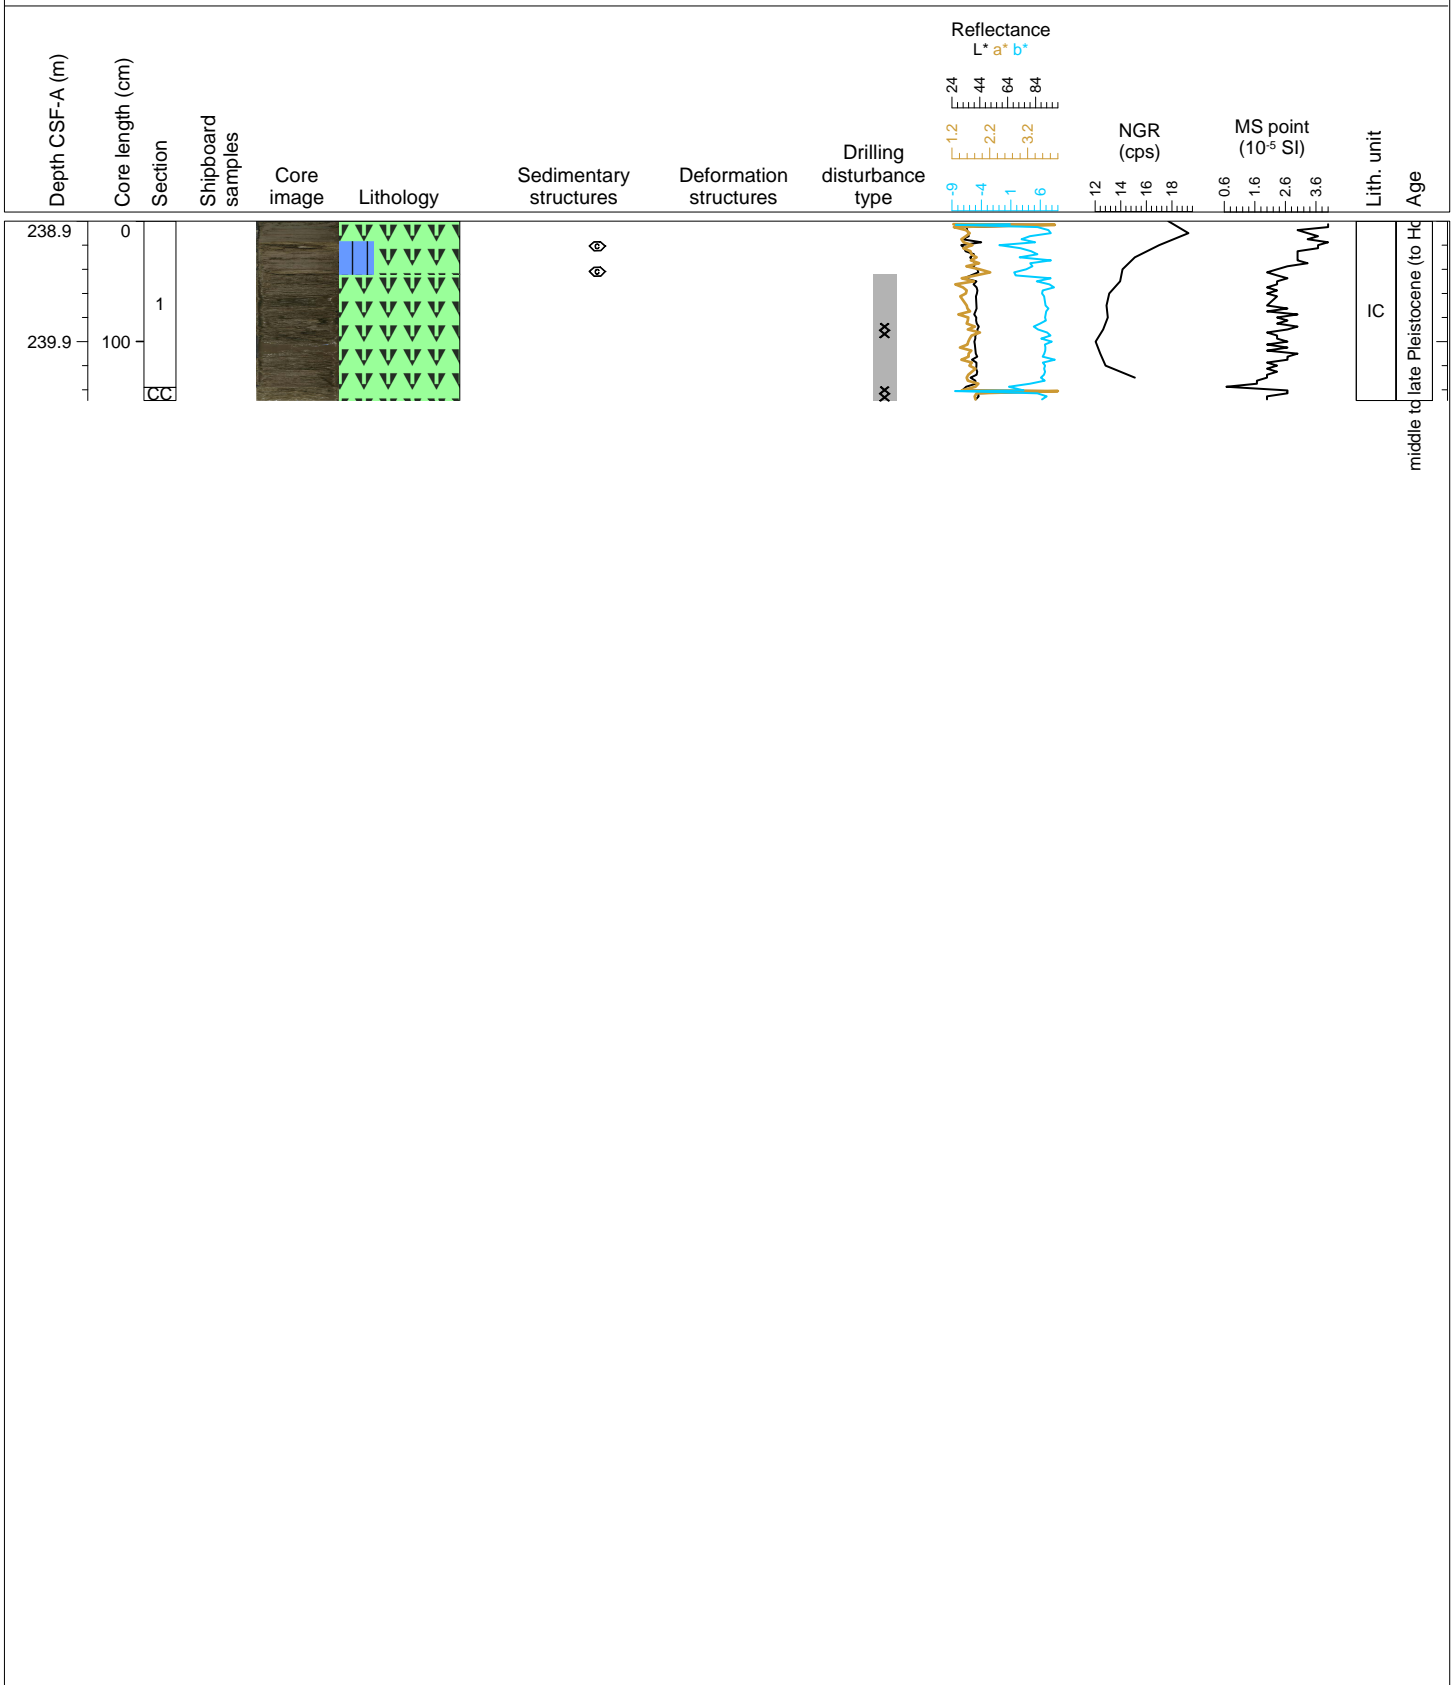 Reflectance
L* a* b*
Depth CSF-A (m)
Core length (cm)
Section
Shipboard
samples
Core
image
Lithology
Sedimentary
structures
Deformation
structures
Drilling
disturbance
type
24 44 64 84
1.2 2.2 3.2
-9 -4 1 6
NGR
(cps)
12 14 16 18
MS point
(10⁻⁵ SI)
0.6 1.6 2.6 3.6
Lith. unit
Age
238.9
0
1
239.9
100
CC
IC
middle to late Pleistocene (to Ho